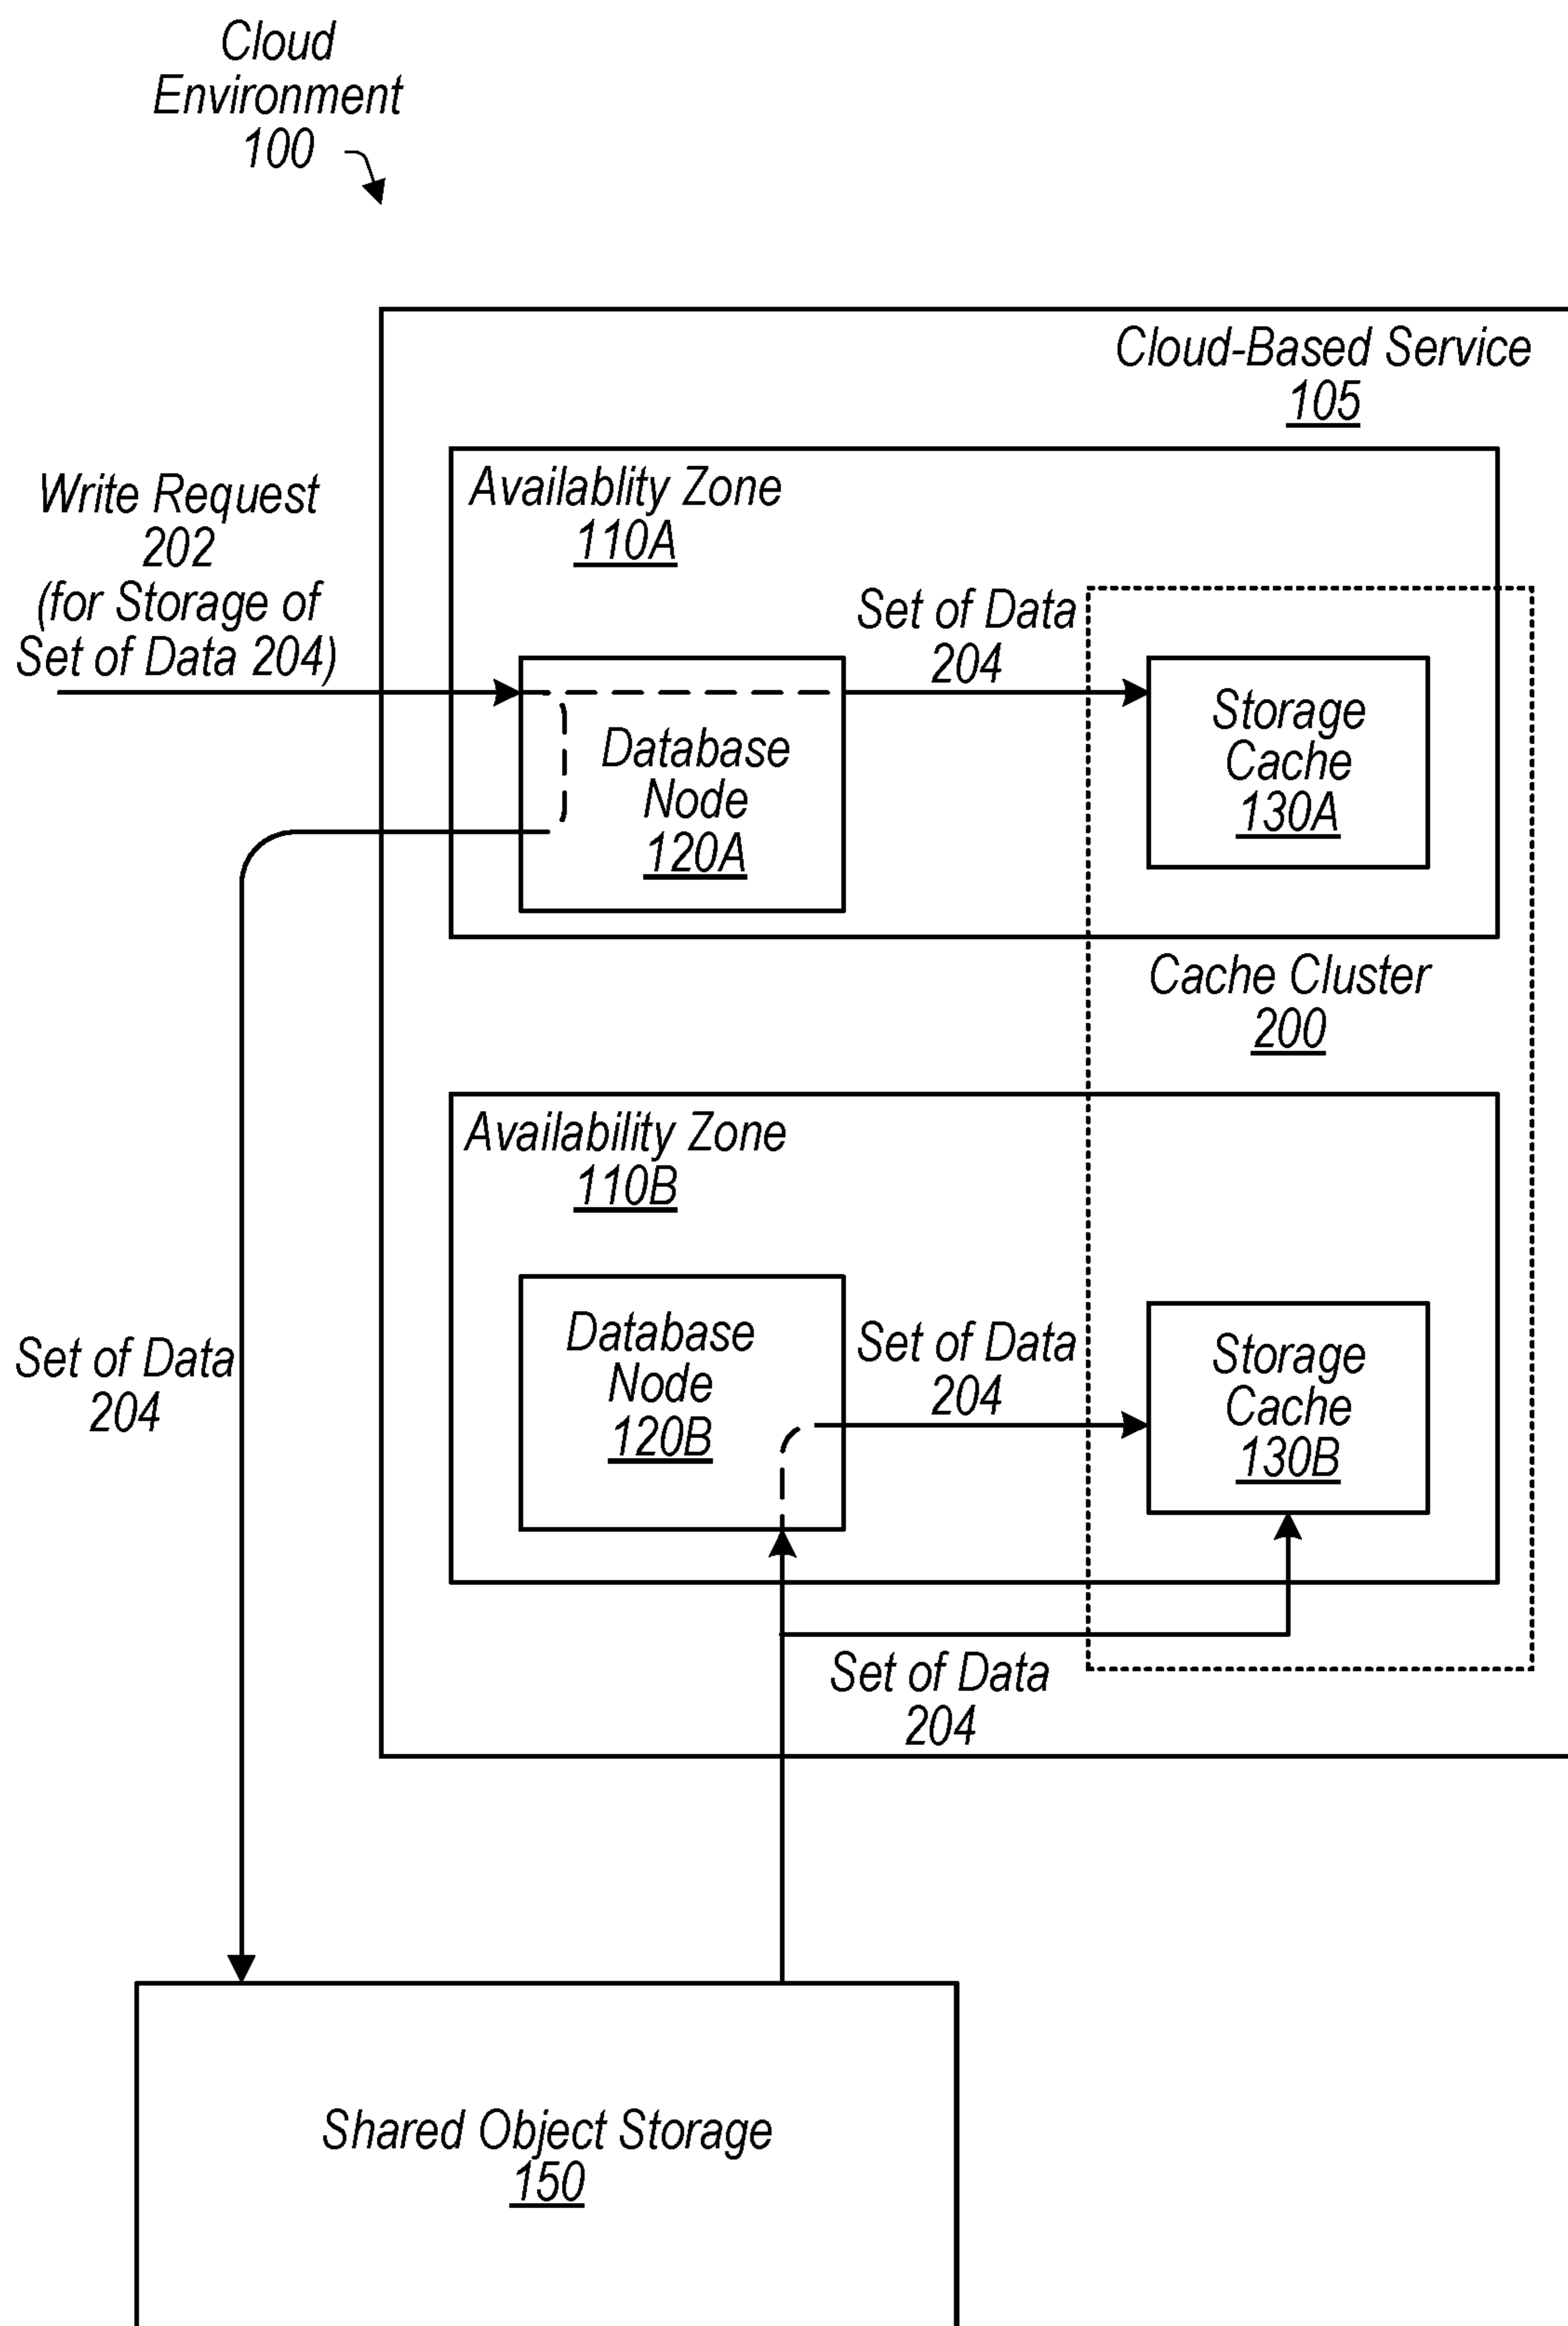 Cloud
Environment
100
Cloud-Based Service
105
Write Request
202
(for Storage of
Set of Data 204)
Availablity Zone
110A
Set of Data
204
Database
Node
120A
Storage
Cache
130A
Cache Cluster
200
Availability Zone
110B
Set of Data
204
Database
Node
120B
Set of Data
204
Storage
Cache
130B
Set of Data
204
Shared Object Storage
150